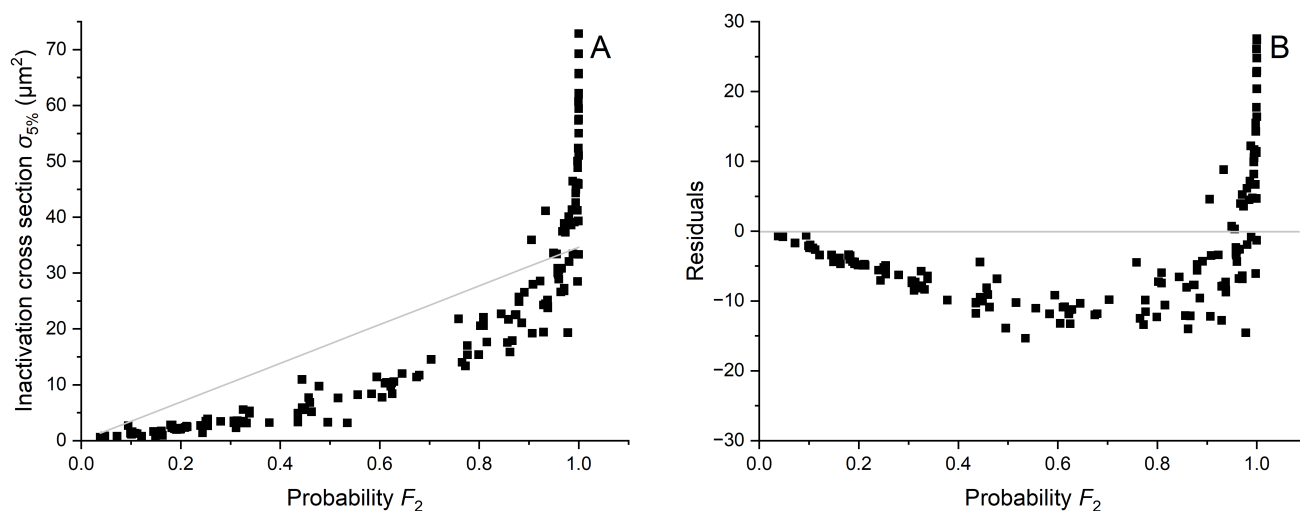 A
Inactivation cross section σ5% (μm²)
70
60
50
40
30
20
10
0
0.0 0.2 0.4 0.6 0.8 1.0
Probability F2
B
Residuals
30
20
10
0
−10
−20
−30
0.0 0.2 0.4 0.6 0.8 1.0
Probability F2